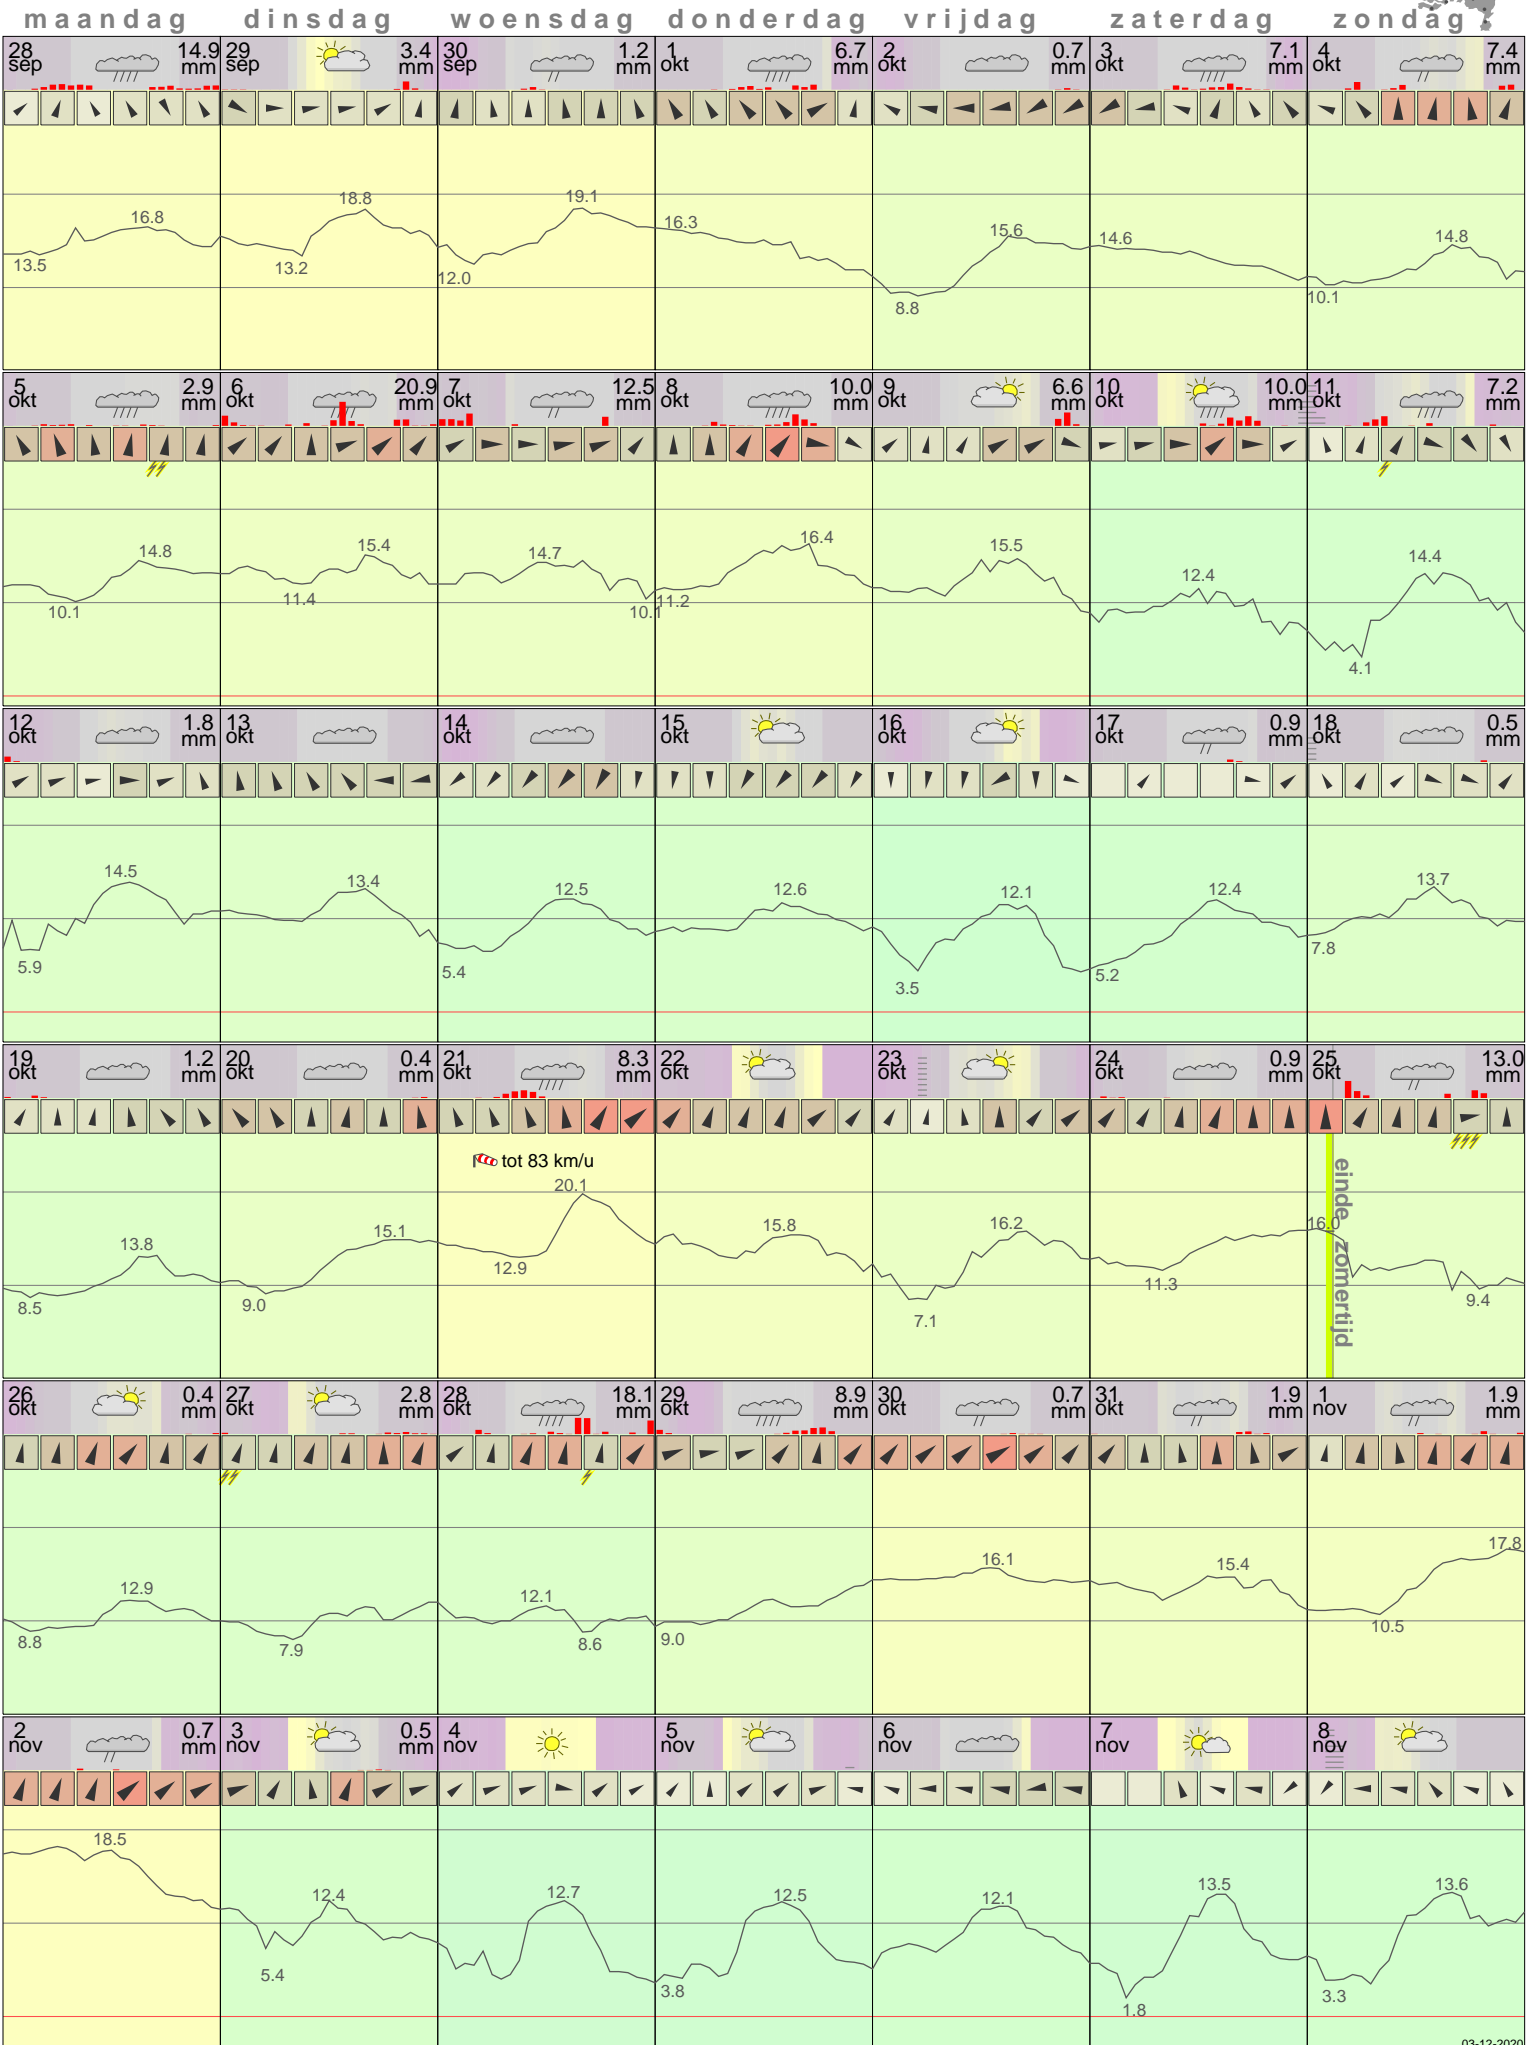 maandag dinsdag woensdag donderdag vrijdag zaterdag zondag
28 sep 14.9 mm 29 sep 3.4 mm 30 sep 1.2 mm 1 okt 6.7 mm 2 okt 0.7 mm 3 okt 7.1 mm 4 okt 7.4 mm
13.5 16.8 13.2 18.8 12.0 19.1 16.3 8.8 15.6 14.6 10.1 14.8
5 okt 2.9 mm 6 okt 20.9 mm 7 okt 12.5 mm 8 okt 10.0 mm 9 okt 6.6 mm 10 okt 10.0 mm 11 okt 7.2 mm
10.1 14.8 11.4 15.4 14.7 10.1 11.2 16.4 15.5 12.4 4.1 14.4
12 okt 1.8 mm 13 okt 14 okt 15 okt 16 okt 17 okt 0.9 mm 18 okt 0.5 mm
5.9 14.5 13.4 5.4 12.5 12.6 3.5 12.1 5.2 12.4 7.8 13.7
19 okt 1.2 mm 20 okt 0.4 mm 21 okt 8.3 mm 22 okt 23 okt 24 okt 0.9 mm 25 okt 13.0 mm
tot 83 km/u
8.5 13.8 9.0 15.1 12.9 20.1 15.8 7.1 16.2 11.3 16.0 9.4
einde zomertijd
26 okt 0.4 mm 27 okt 2.8 mm 28 okt 18.1 mm 29 okt 8.9 mm 30 okt 0.7 mm 31 okt 1.9 mm 1 nov 1.9 mm
8.8 12.9 7.9 12.1 8.6 9.0 16.1 15.4 10.5 17.8
2 nov 0.7 mm 3 nov 0.5 mm 4 nov 5 nov 6 nov 7 nov 8 nov
18.5 5.4 12.4 12.7 3.8 12.5 12.1 1.8 13.5 3.3 13.6
03-12-2020